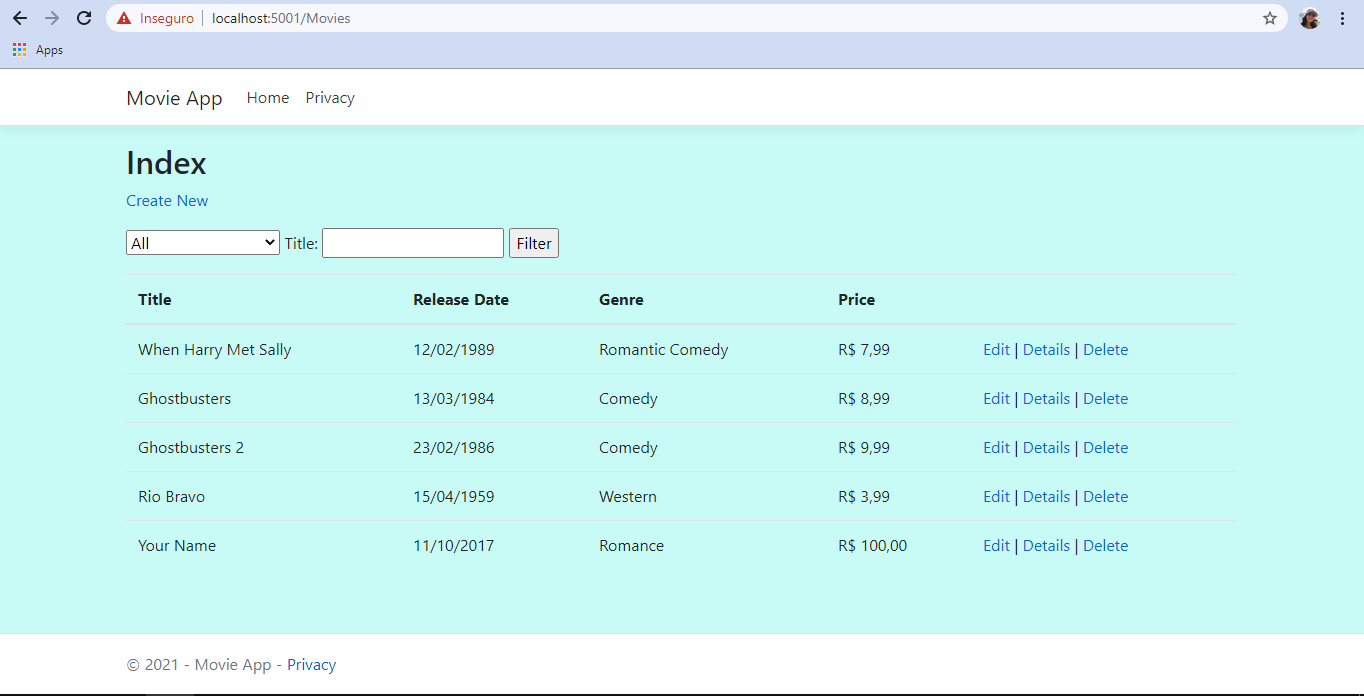 Inseguro localhost:5001/Movies
Apps
Movie App Home Privacy
Index
Create New
All Title: Filter
Title Release Date Genre Price
When Harry Met Sally 12/02/1989 Romantic Comedy R$ 7,99 Edit | Details | Delete
Ghostbusters 13/03/1984 Comedy R$ 8,99 Edit | Details | Delete
Ghostbusters 2 23/02/1986 Comedy R$ 9,99 Edit | Details | Delete
Rio Bravo 15/04/1959 Western R$ 3,99 Edit | Details | Delete
Your Name 11/10/2017 Romance R$ 100,00 Edit | Details | Delete
© 2021 - Movie App - Privacy